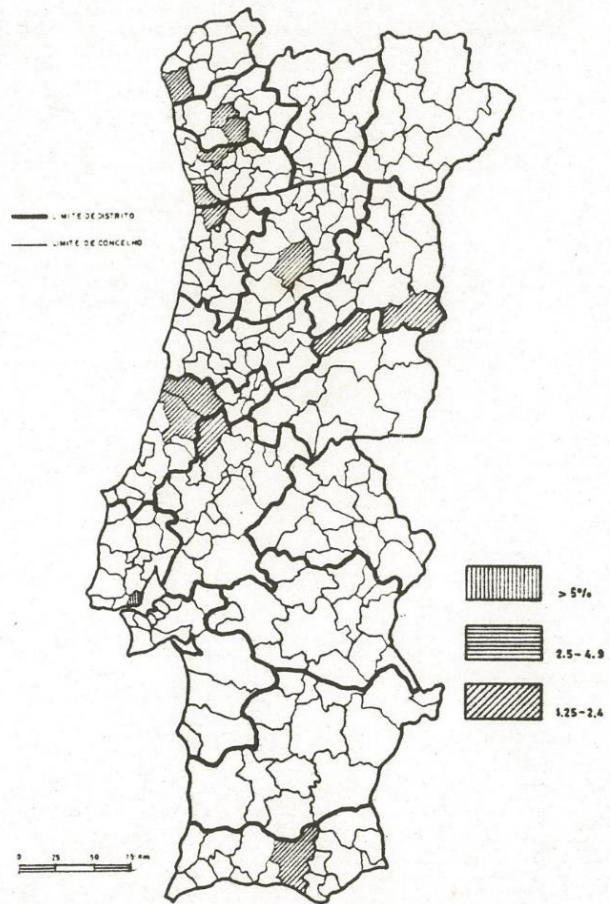 LIMITE DE DISTRITO
LIMITE DE CONCELHO
> 5%
2.5-4.9
1.25-2.4
0 25 50 75 Km